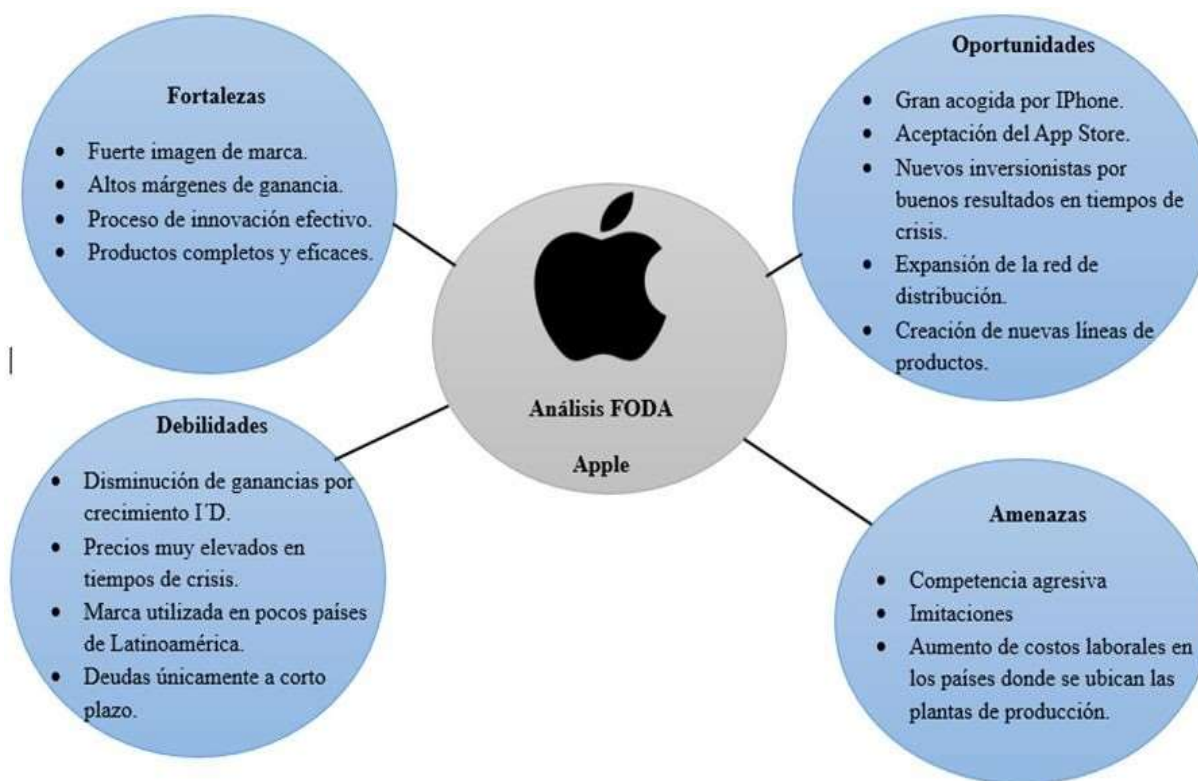 Fortalezas
• Fuerte imagen de marca.
• Altos márgenes de ganancia.
• Proceso de innovación efectivo.
• Productos completos y eficaces.
Oportunidades
• Gran acogida por IPhone.
• Aceptación del App Store.
• Nuevos inversionistas por
buenos resultados en tiempos de
crisis.
• Expansión de la red de
distribución.
• Creación de nuevas líneas de
productos.
Análisis FODA
Apple
Debilidades
• Disminución de ganancias por
crecimiento I´D.
• Precios muy elevados en
tiempos de crisis.
• Marca utilizada en pocos países
de Latinoamérica.
• Deudas únicamente a corto
plazo.
Amenazas
• Competencia agresiva
• Imitaciones
• Aumento de costos laborales en
los países donde se ubican las
plantas de producción.